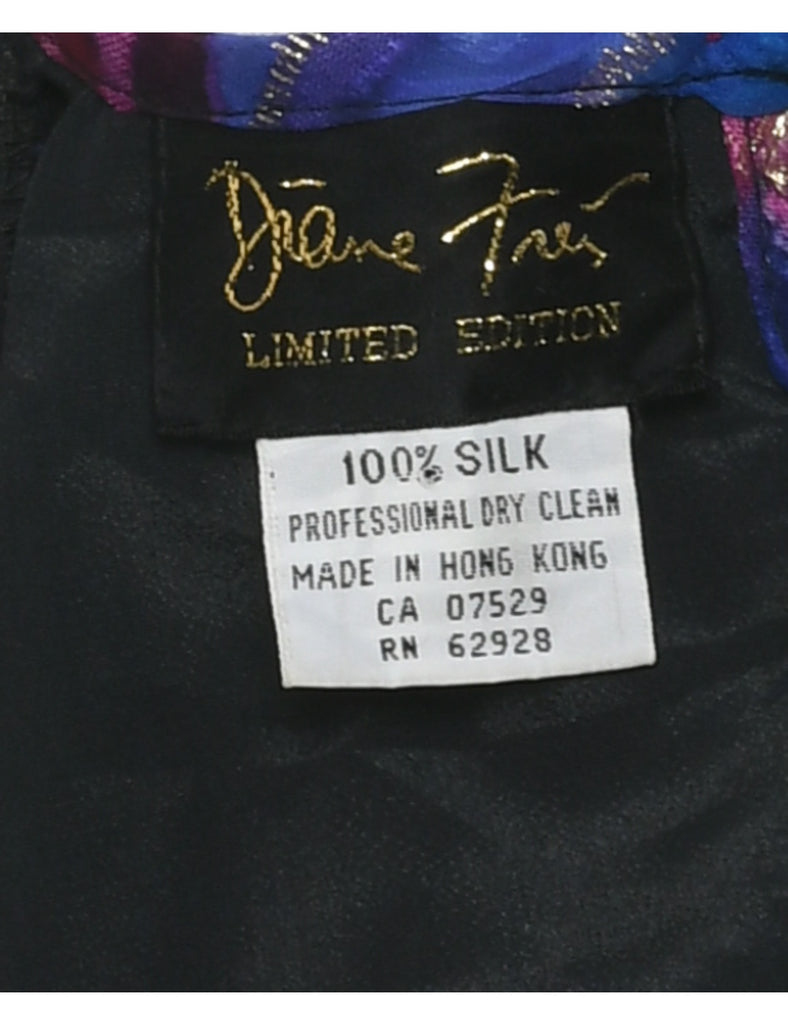 Diane Freis
LIMITED EDITION
100% SILK
PROFESSIONAL DRY CLEAN
MADE IN HONG KONG
CA 07529
RN 62928